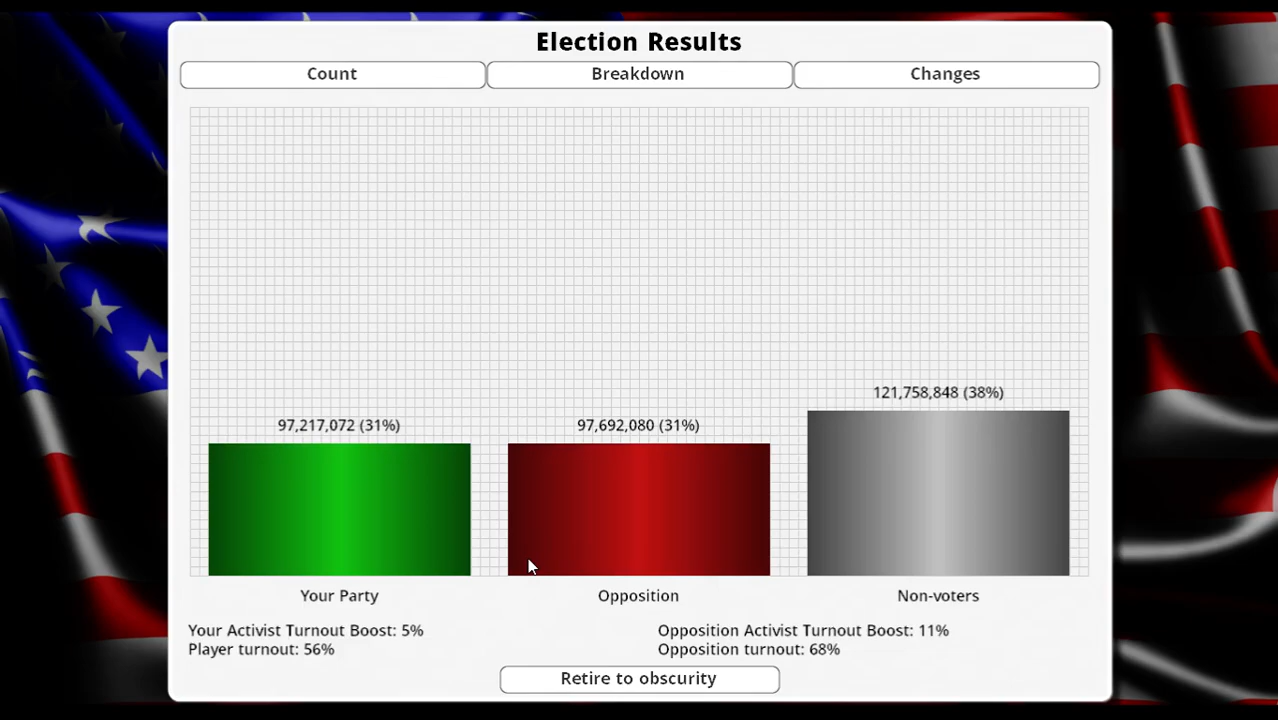 Election Results
Count
Breakdown
Changes
121,758,848 (38%)
97,217,072 (31%)
97,692,080 (31%)
Your Party
Opposition
Non-voters
Your Activist Turnout Boost: 5%
Player turnout: 56%
Opposition Activist Turnout Boost: 11%
Opposition turnout: 68%
Retire to obscurity